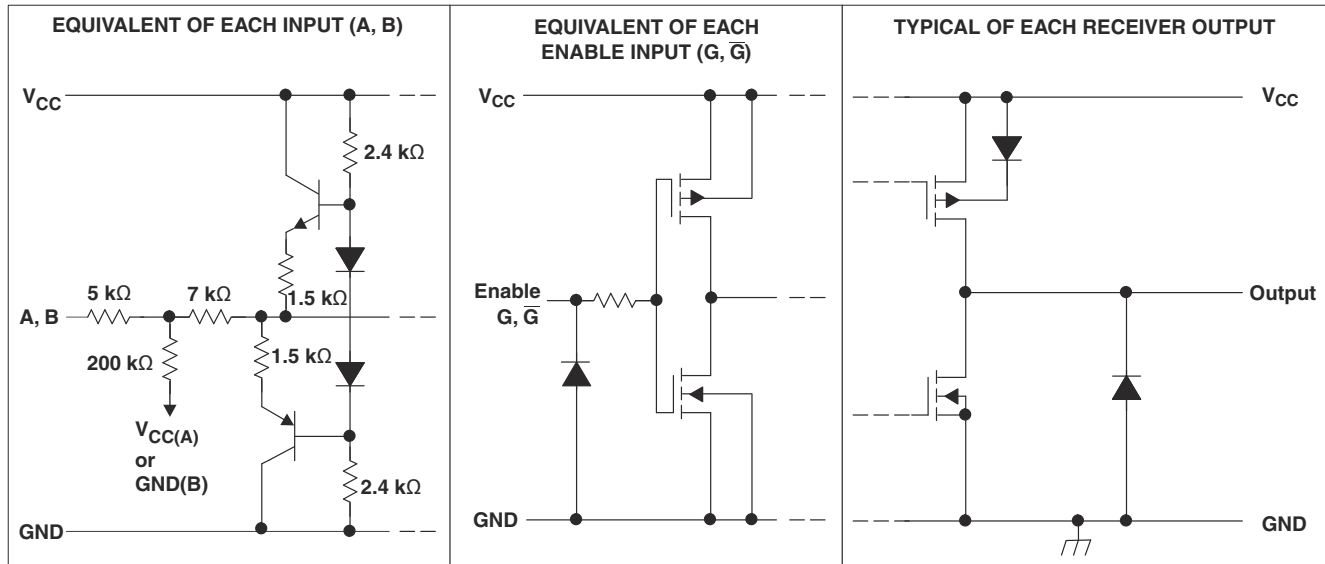 EQUIVALENT OF EACH INPUT (A, B)
VCC
2.4 kΩ
1.5 kΩ
5 kΩ
7 kΩ
A, B
200 kΩ
1.5 kΩ
VCC(A)
or
GND(B)
2.4 kΩ
GND
EQUIVALENT OF EACH
ENABLE INPUT (G, G̅)
VCC
Enable
G, G̅
GND
TYPICAL OF EACH RECEIVER OUTPUT
VCC
Output
GND